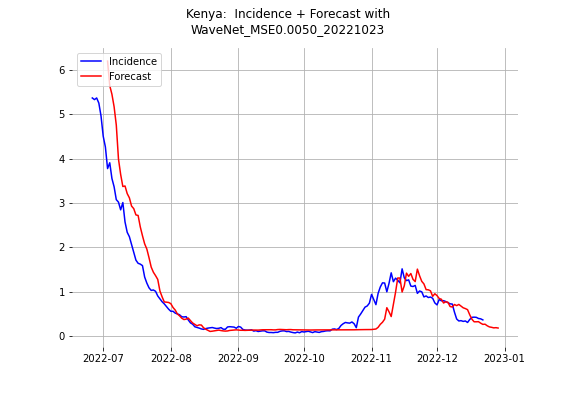 Kenya:  Incidence + Forecast with
WaveNet_MSE0.0050_20221023
Incidence
Forecast
6
5
4
3
2
1
0
2022-07 2022-08 2022-09 2022-10 2022-11 2022-12 2023-01